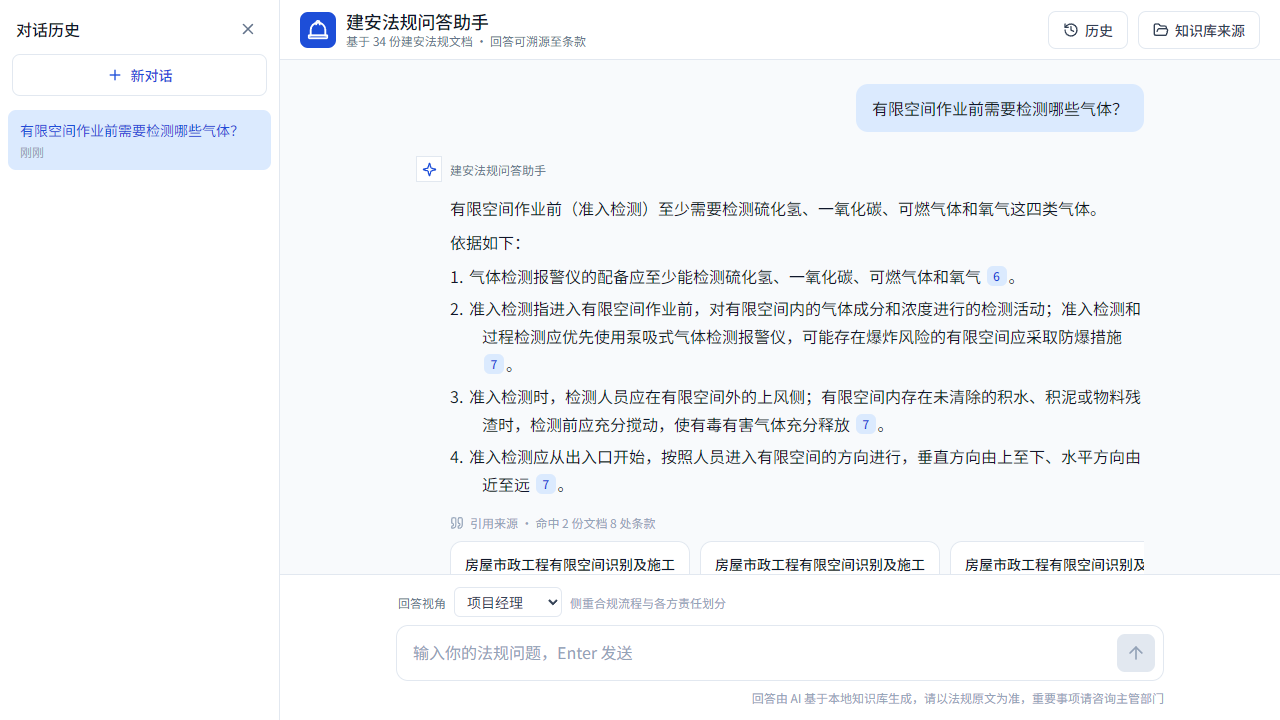 对话历史
新对话
有限空间作业前需要检测哪些气体？
刚刚
建安法规问答助手
基于 34 份建安法规文档 · 回答可溯源至条款
历史
知识库来源
有限空间作业前需要检测哪些气体？
建安法规问答助手
有限空间作业前（准入检测）至少需要检测硫化氢、一氧化碳、可燃气体和氧气这四类气体。
依据如下：
1. 气体检测报警仪的配备应至少能检测硫化氢、一氧化碳、可燃气体和氧气 6 。
2. 准入检测指进入有限空间作业前，对有限空间内的气体成分和浓度进行的检测活动；准入检测和
过程检测应优先使用泵吸式气体检测报警仪，可能存在爆炸风险的有限空间应采取防爆措施
7 。
3. 准入检测时，检测人员应在有限空间外的上风侧；有限空间内存在未清除的积水、积泥或物料残
渣时，检测前应充分搅动，使有毒有害气体充分释放 7 。
4. 准入检测应从出入口开始，按照人员进入有限空间的方向进行，垂直方向由上至下、水平方向由
近至远 7 。
引用来源 · 命中 2 份文档 8 处条款
房屋市政工程有限空间识别及施工
房屋市政工程有限空间识别及施工
房屋市政工程有限空间识别及
回答视角
项目经理
侧重合规流程与各方责任划分
输入你的法规问题，Enter 发送
回答由 AI 基于本地知识库生成，请以法规原文为准，重要事项请咨询主管部门